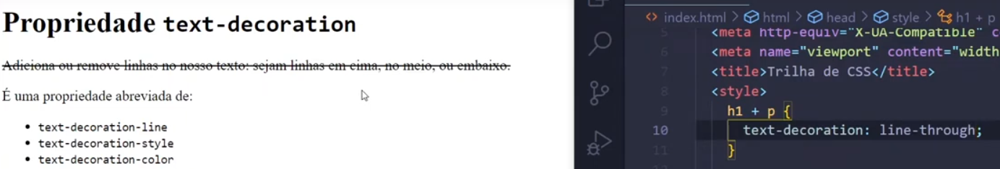 Propriedade text-decoration
Adiciona ou remove linhas no nosso texto: sejam linhas em cima, no meio, ou embaixo.
É uma propriedade abreviada de:
• text-decoration-line
• text-decoration-style
• text-decoration-color
index.html > html > head > style > h1 + p
5 <meta http-equiv="X-UA-Compatible" c
6 <meta name="viewport" content="width
7 <title>Trilha de CSS</title>
8 <style>
9 h1 + p {
10 text-decoration: line-through;
11 }